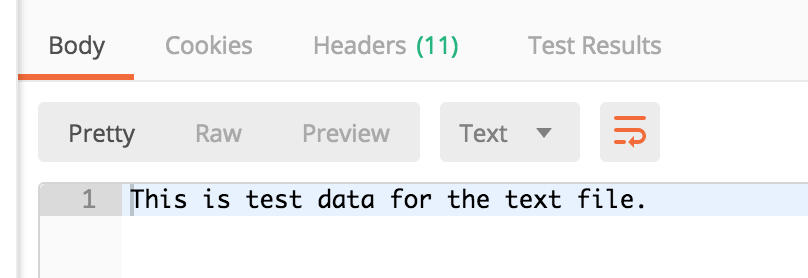 Body Cookies Headers (11) Test Results
Pretty Raw Preview Text
1 This is test data for the text file.